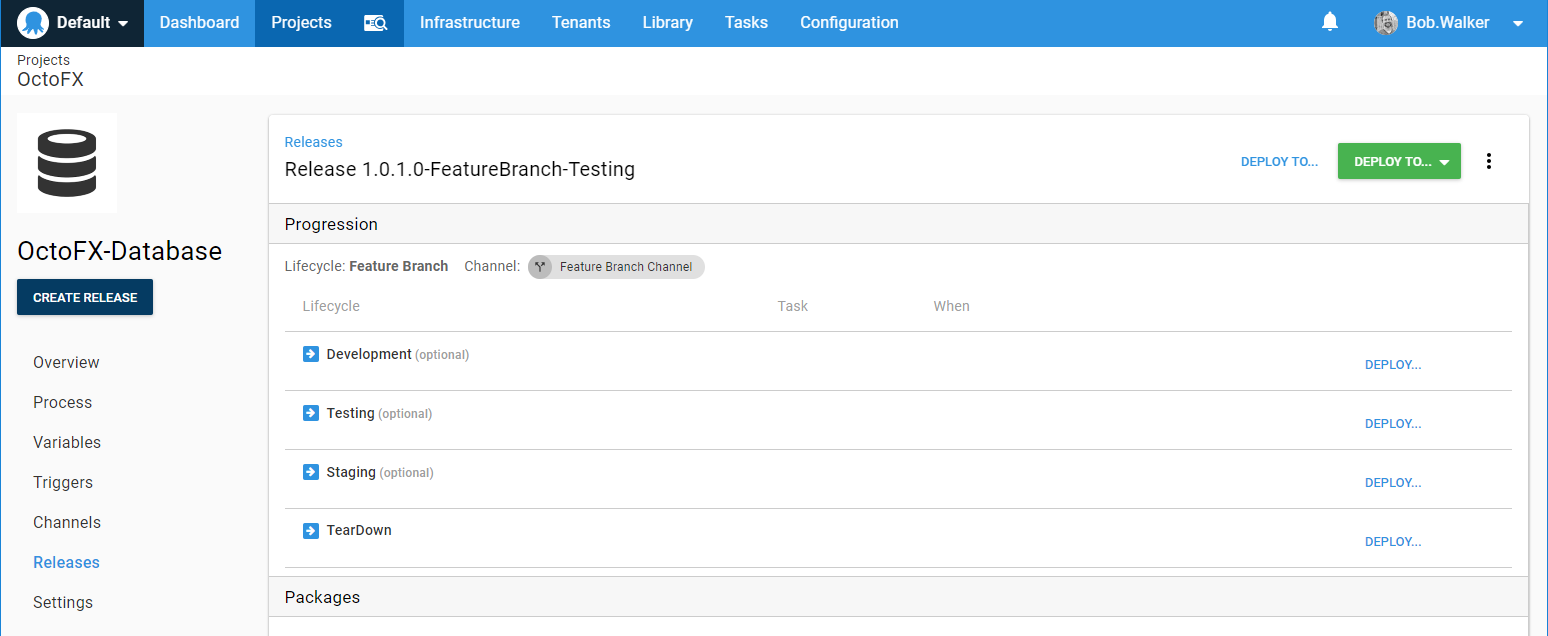 Default Dashboard Projects Infrastructure Tenants Library Tasks Configuration Bob.Walker
Projects
OctoFX
OctoFX-Database
CREATE RELEASE
Overview
Process
Variables
Triggers
Channels
Releases
Settings
Releases
Release 1.0.1.0-FeatureBranch-Testing
DEPLOY TO... DEPLOY TO...
Progression
Lifecycle: Feature Branch Channel: Feature Branch Channel
Lifecycle Task When
Development (optional) DEPLOY...
Testing (optional) DEPLOY...
Staging (optional) DEPLOY...
TearDown DEPLOY...
Packages